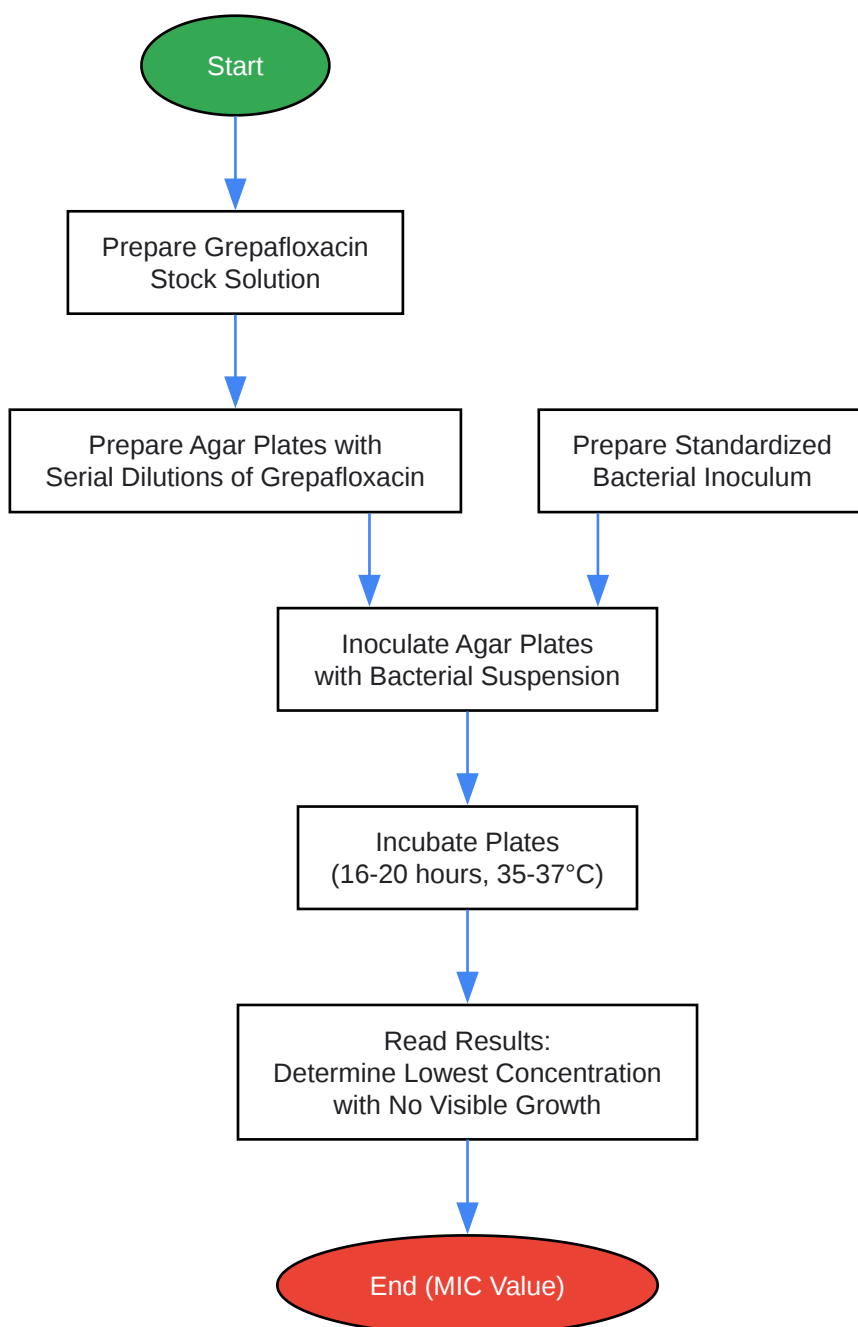 Start
Prepare Grepafloxacin
Stock Solution
Prepare Agar Plates with
Serial Dilutions of Grepafloxacin
Prepare Standardized
Bacterial Inoculum
Inoculate Agar Plates
with Bacterial Suspension
Incubate Plates
(16-20 hours, 35-37°C)
Read Results:
Determine Lowest Concentration
with No Visible Growth
End (MIC Value)